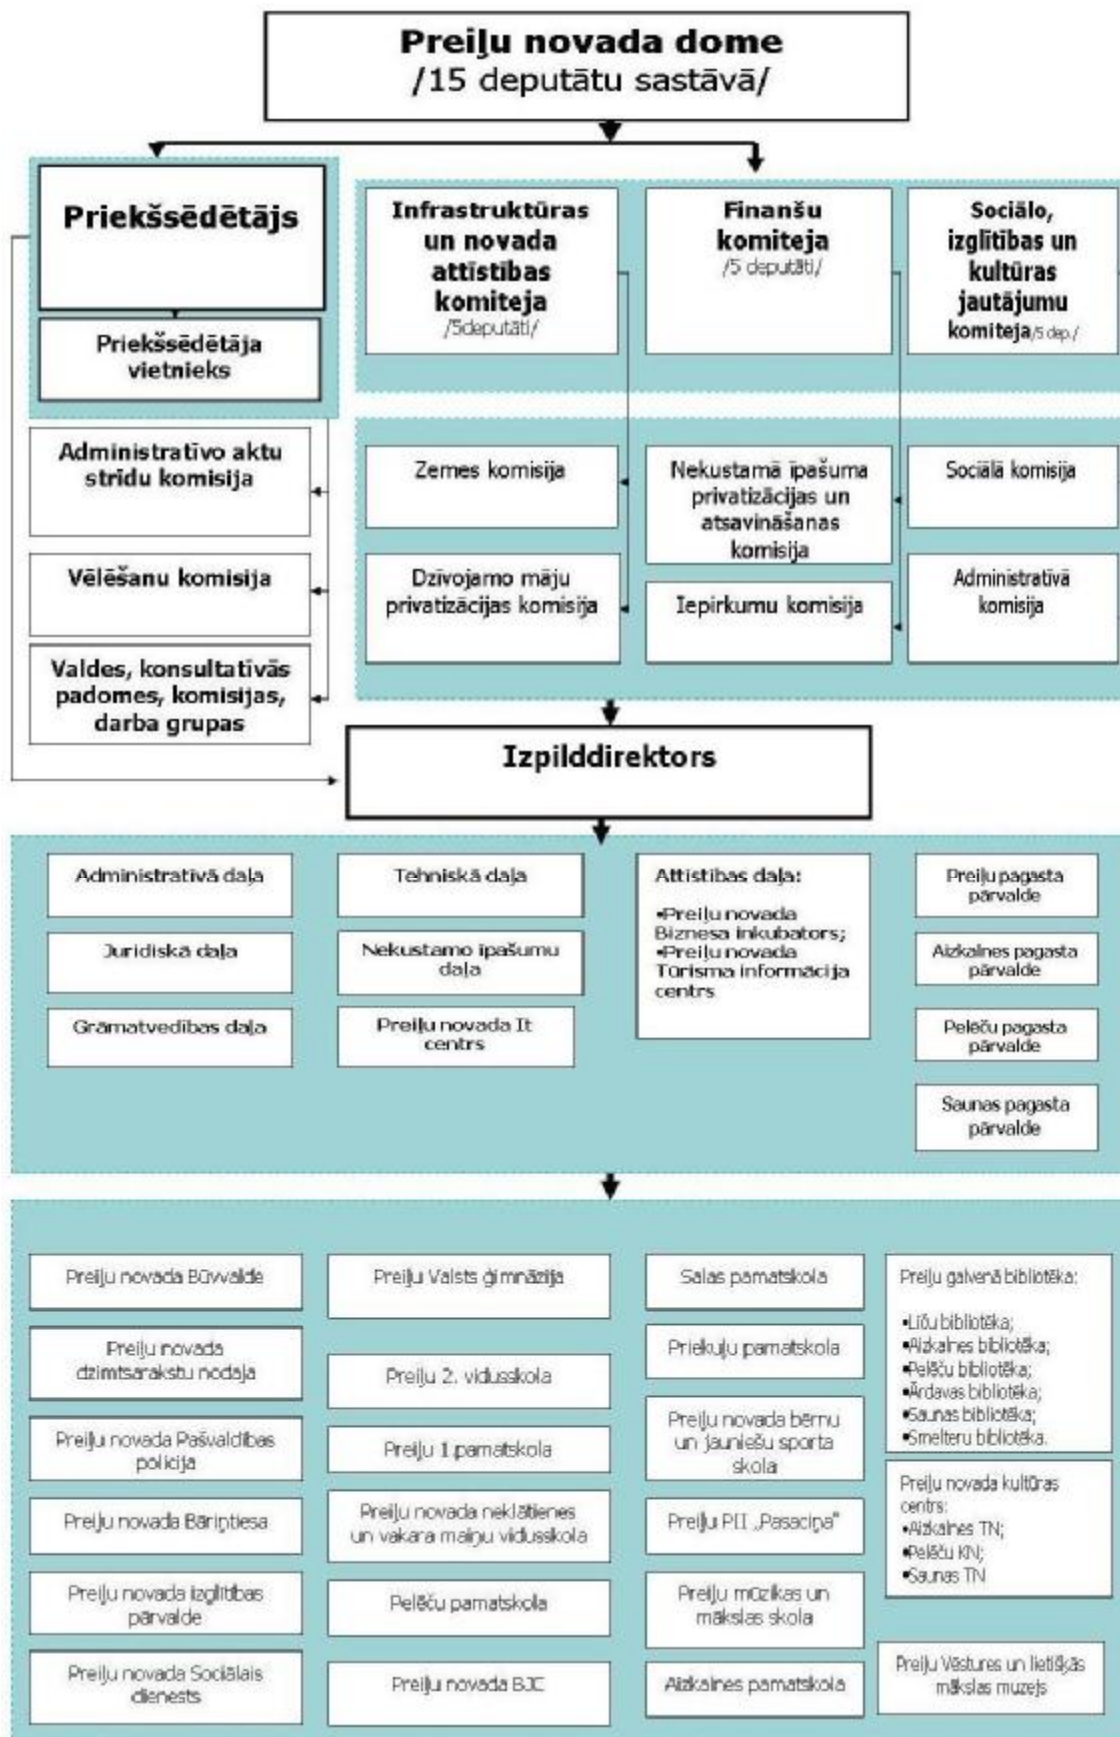 Preiļu novada dome
/15 deputātu sastāvā/
Priekšsēdētājs
Priekšsēdētāja
vietnieks
Administratīvo aktu
strīdu komisija
Vēlēšanu komisija
Valdes, konsultatīvās
padomes, komisijas,
darba grupas
Infrastruktūras
un novada
attīstības
komiteja
/5deputāti/
Finanšu
komiteja
/5 deputāti/
Sociālo,
izglītības un
kultūras
jautājumu
komiteja/5 dep./
Zemes komisija
Dzīvojamo māju
privatizācijas komisija
Nekustamā īpašuma
privatizācijas un
atsavināšanas
komisija
Iepirkumu komisija
Sociālā komisija
Administratīvā
komisija
Izpilddirektors
Administratīvā daļa
Juridiskā daļa
Grāmatvedības daļa
Tehniskā daļa
Nekustamo īpašumu
daļa
Preiļu novada It
centrs
Attīstības daļa:
•Preiļu novada
Biznesa inkubators;
•Preiļu novada
Tūrisma informācija
centrs
Preiļu pagasta
pārvalde
Aizkalnes pagasta
pārvalde
Pelēču pagasta
pārvalde
Saunas pagasta
pārvalde
Preiļu novada Būvvalde
Preiļu novada
dzimtsarakstu nodaļa
Preiļu novada Pašvaldības
policija
Preiļu novada Bāriņtiesa
Preiļu novada izglītības
pārvalde
Preiļu novada Sociālais
dienests
Preiļu Valsts ģimnāzija
Preiļu 2. vidusskola
Preiļu 1.pamatskola
Preiļu novada neklātienes
un vakara maiņu vidusskola
Pelēču pamatskola
Preiļu novada BJC
Salas pamatskola
Priekuļu pamatskola
Preiļu novada bērnu
un jauniešu sporta
skola
Preiļu PII „Pasaciņa"
Preiļu mūzikas un
mākslas skola
Aizkalnes pamatskola
Preiļu galvenā bibliotēka:
•Līču bibliotēka;
•Aizkalnes bibliotēka;
•Pelēču bibliotēka;
•Ārdavas bibliotēka;
•Saunas bibliotēka;
•Smelteru bibliotēka.
Preiļu novada kultūras
centrs:
•Aizkalnes TN;
•Pelēču KN;
•Saunas TN
Preiļu Vēstures un lietišķās
mākslas muzejs